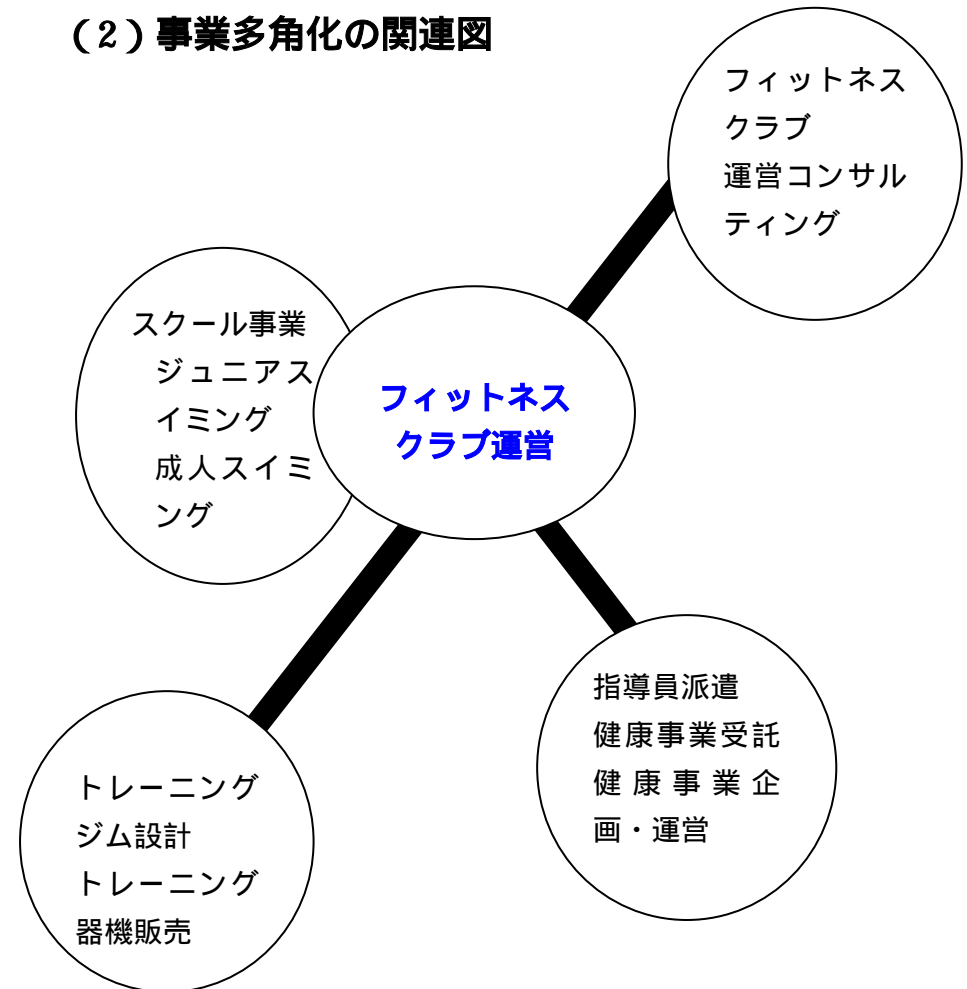 （2）事業多角化の関連図
フィットネス
クラブ
運営コンサル
ティング
スクール事業
ジュニアス
イミング
成人スイミ
ング
フィットネス
クラブ運営
指導員派遣
健康事業受託
健康事業企
画・運営
トレーニング
ジム設計
トレーニング
器機販売